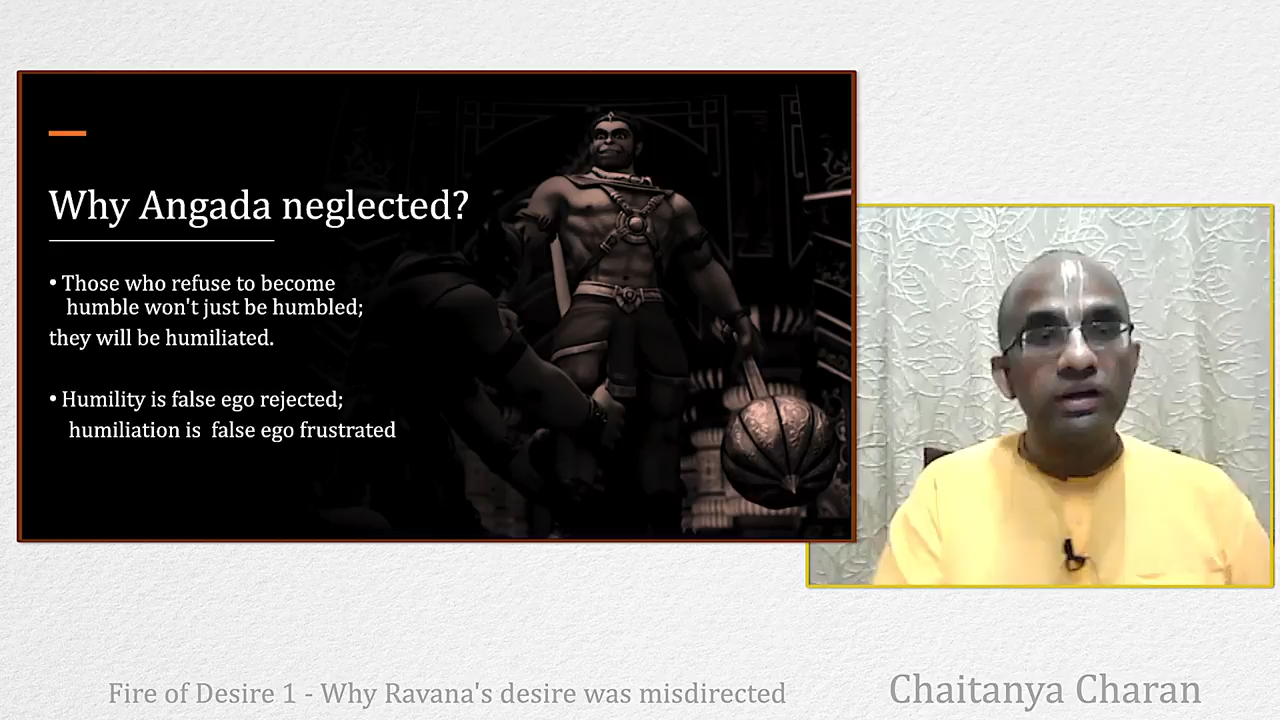 Why Angada neglected?
• Those who refuse to become
humble won't just be humbled;
they will be humiliated.
• Humility is false ego rejected;
humiliation is false ego frustrated
Fire of Desire 1 - Why Ravana's desire was misdirected
Chaitanya Charan